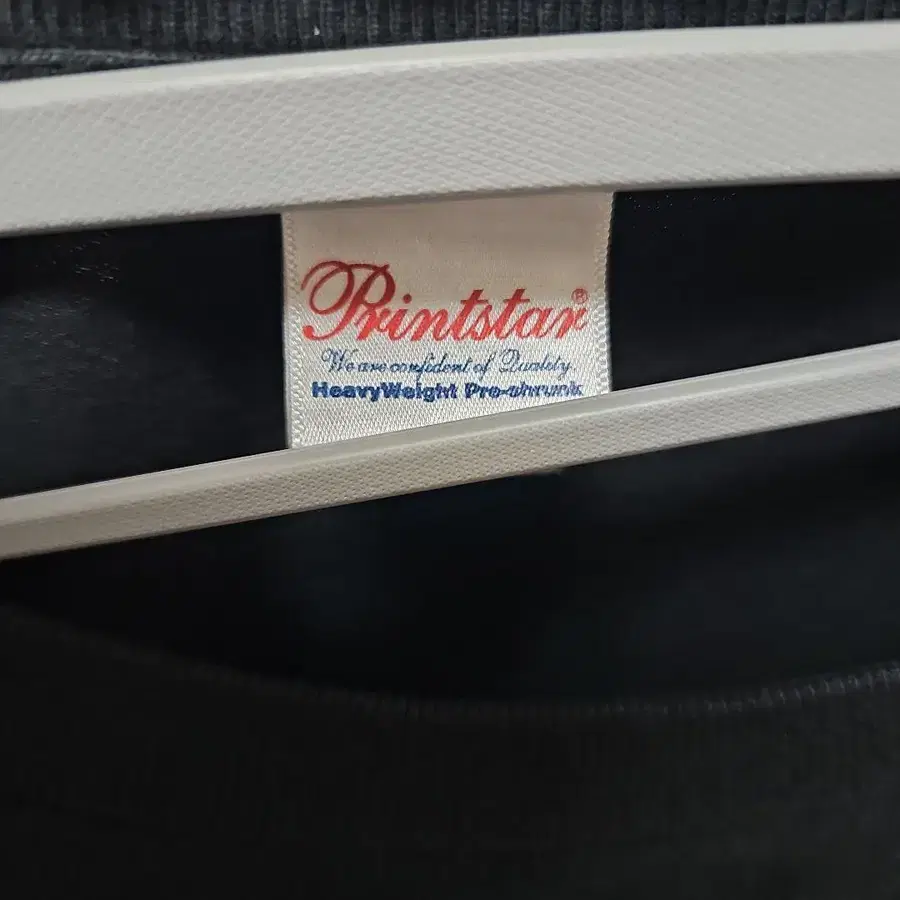 Printstar®
We are confident of Quality.
HeavyWeight Pre-shrunk